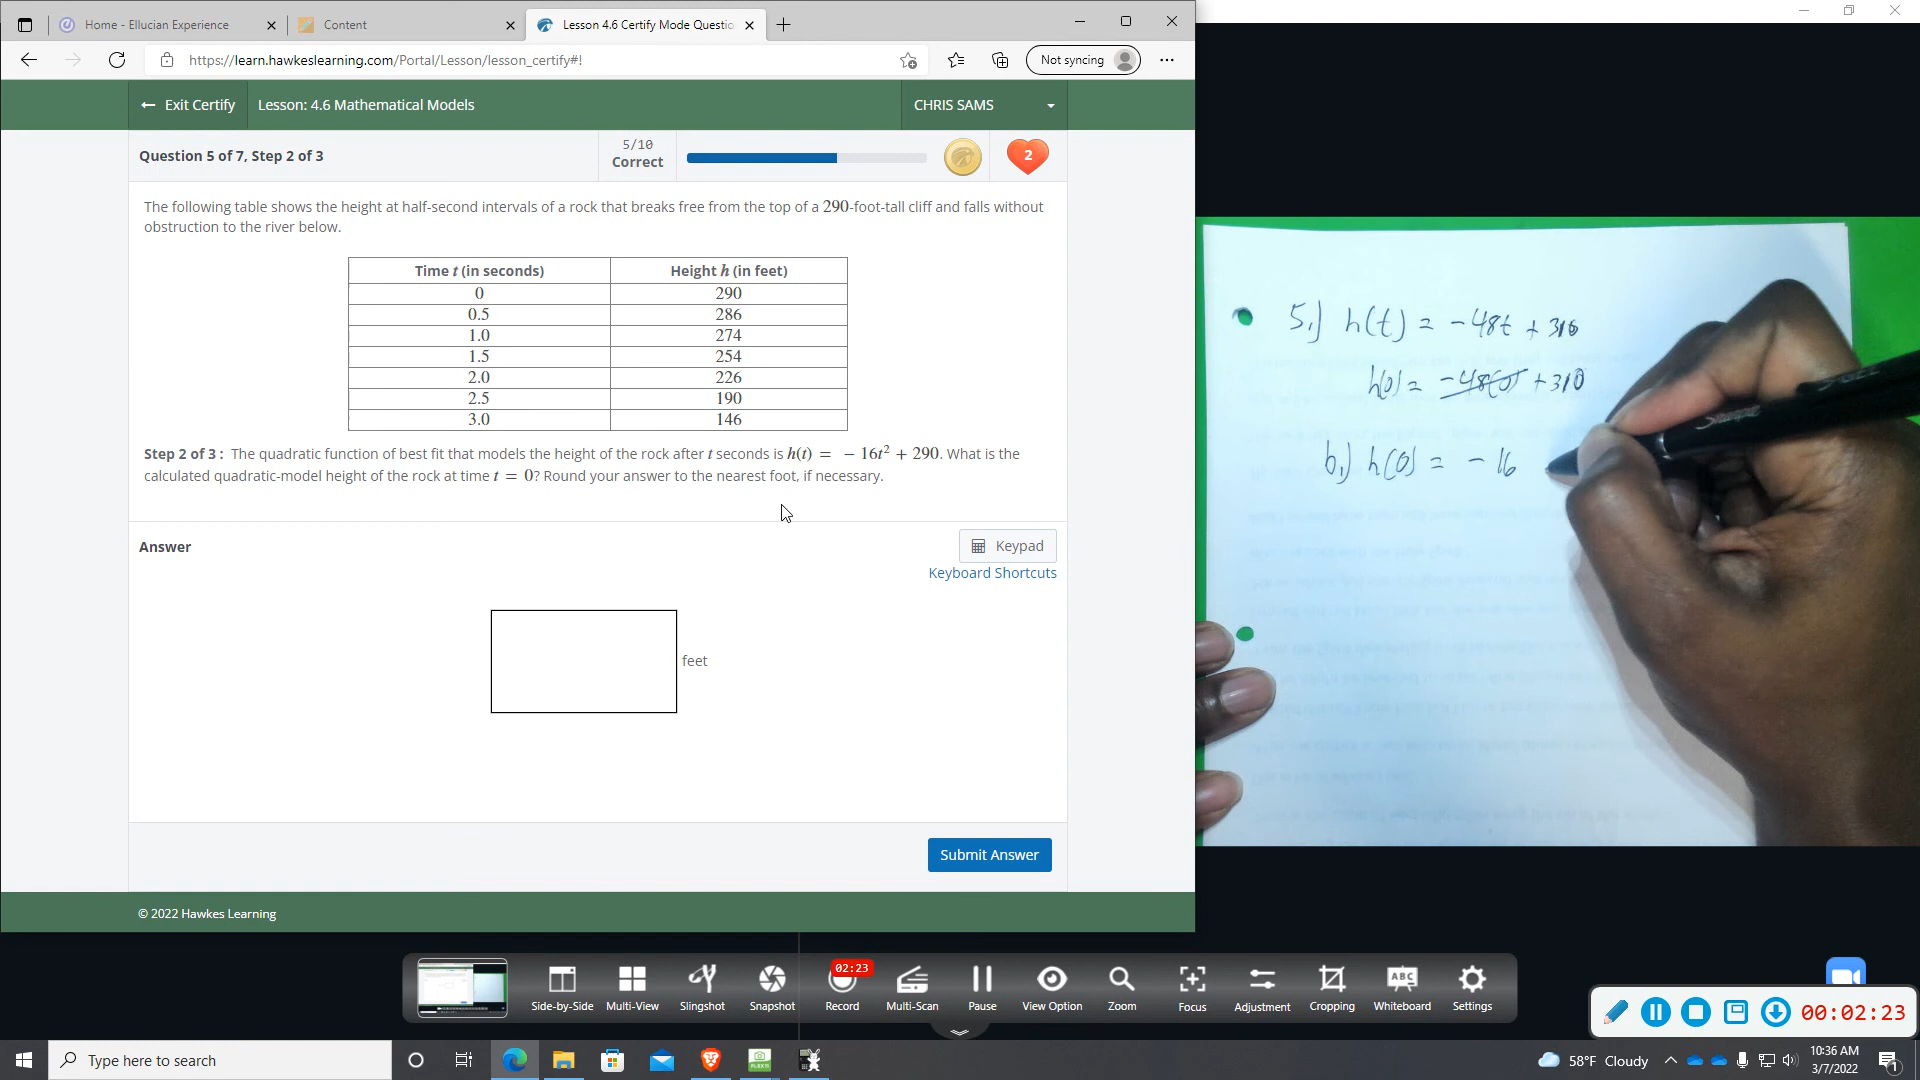 Home - Ellucian Experience
Content
Lesson 4.6 Certify Mode Questio
https://learn.hawkeslearning.com/Portal/Lesson/lesson_certify#!
Not syncing
← Exit Certify
Lesson: 4.6 Mathematical Models
CHRIS SAMS
Question 5 of 7, Step 2 of 3
5/10
Correct
2
The following table shows the height at half-second intervals of a rock that breaks free from the top of a 290-foot-tall cliff and falls without
obstruction to the river below.
Time t (in seconds) Height h (in feet)
0 290
0.5 286
1.0 274
1.5 254
2.0 226
2.5 190
3.0 146
Step 2 of 3 : The quadratic function of best fit that models the height of the rock after t seconds is h(t) = − 16t² + 290. What is the
calculated quadratic-model height of the rock at time t = 0? Round your answer to the nearest foot, if necessary.
Answer
Keypad
Keyboard Shortcuts
feet
Submit Answer
© 2022 Hawkes Learning
5.) h(t) = -48t + 310
h(0) = -48(0) + 310
b.) h(0) = -16
02:23
Side-by-Side
Multi-View
Slingshot
Snapshot
Record
Multi-Scan
Pause
View Option
Zoom
Focus
Adjustment
Cropping
ABC
Whiteboard
Settings
00:02:23
Type here to search
58°F Cloudy
10:36 AM
3/7/2022
1